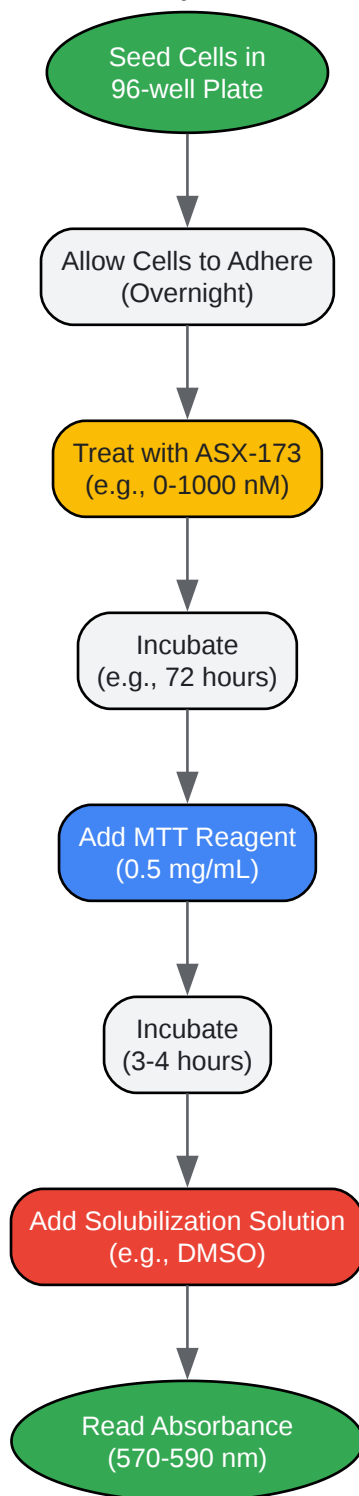 Seed Cells in
96-well Plate
Allow Cells to Adhere
(Overnight)
Treat with ASX-173
(e.g., 0-1000 nM)
Incubate
(e.g., 72 hours)
Add MTT Reagent
(0.5 mg/mL)
Incubate
(3-4 hours)
Add Solubilization Solution
(e.g., DMSO)
Read Absorbance
(570-590 nm)